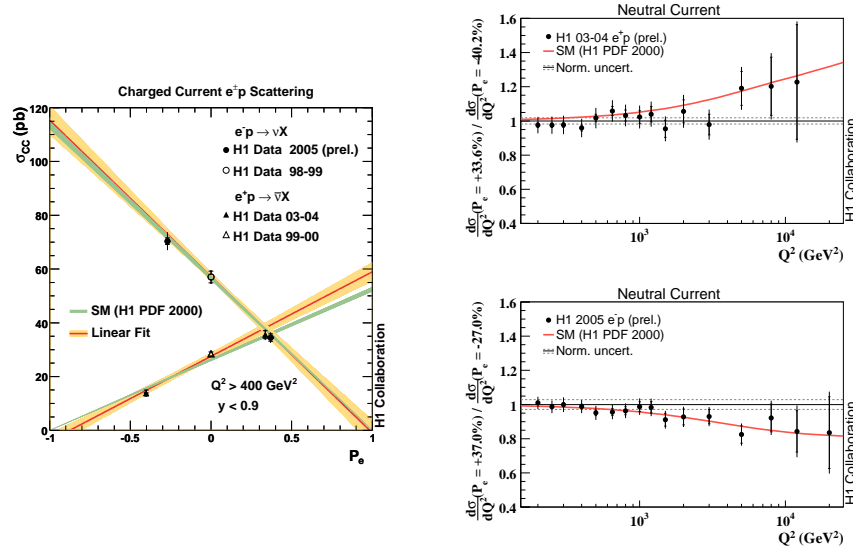 Charged Current e±p Scattering
σCC (pb)
120
100
80
60
40
20
0
e-p → νX
H1 Data 2005 (prel.)
H1 Data 98-99
e+p → ν̅X
H1 Data 03-04
H1 Data 99-00
SM (H1 PDF 2000)
Linear Fit
Q² > 400 GeV²
y < 0.9
H1 Collaboration
-1 -0.5 0 0.5 1
Pe
Neutral Current
dσ/dQ²(Pe = +33.6%) / dσ/dQ²(Pe = -40.2%)
1.6
1.4
1.2
1
0.8
0.6
0.4
H1 03-04 e+p (prel.)
SM (H1 PDF 2000)
Norm. uncert.
H1 Collaboration
10³ 10⁴
Q² (GeV²)
Neutral Current
dσ/dQ²(Pe = +37.0%) / dσ/dQ²(Pe = -27.0%)
1.6
1.4
1.2
1
0.8
0.6
0.4
H1 2005 e-p (prel.)
SM (H1 PDF 2000)
Norm. uncert.
H1 Collaboration
10³ 10⁴
Q² (GeV²)